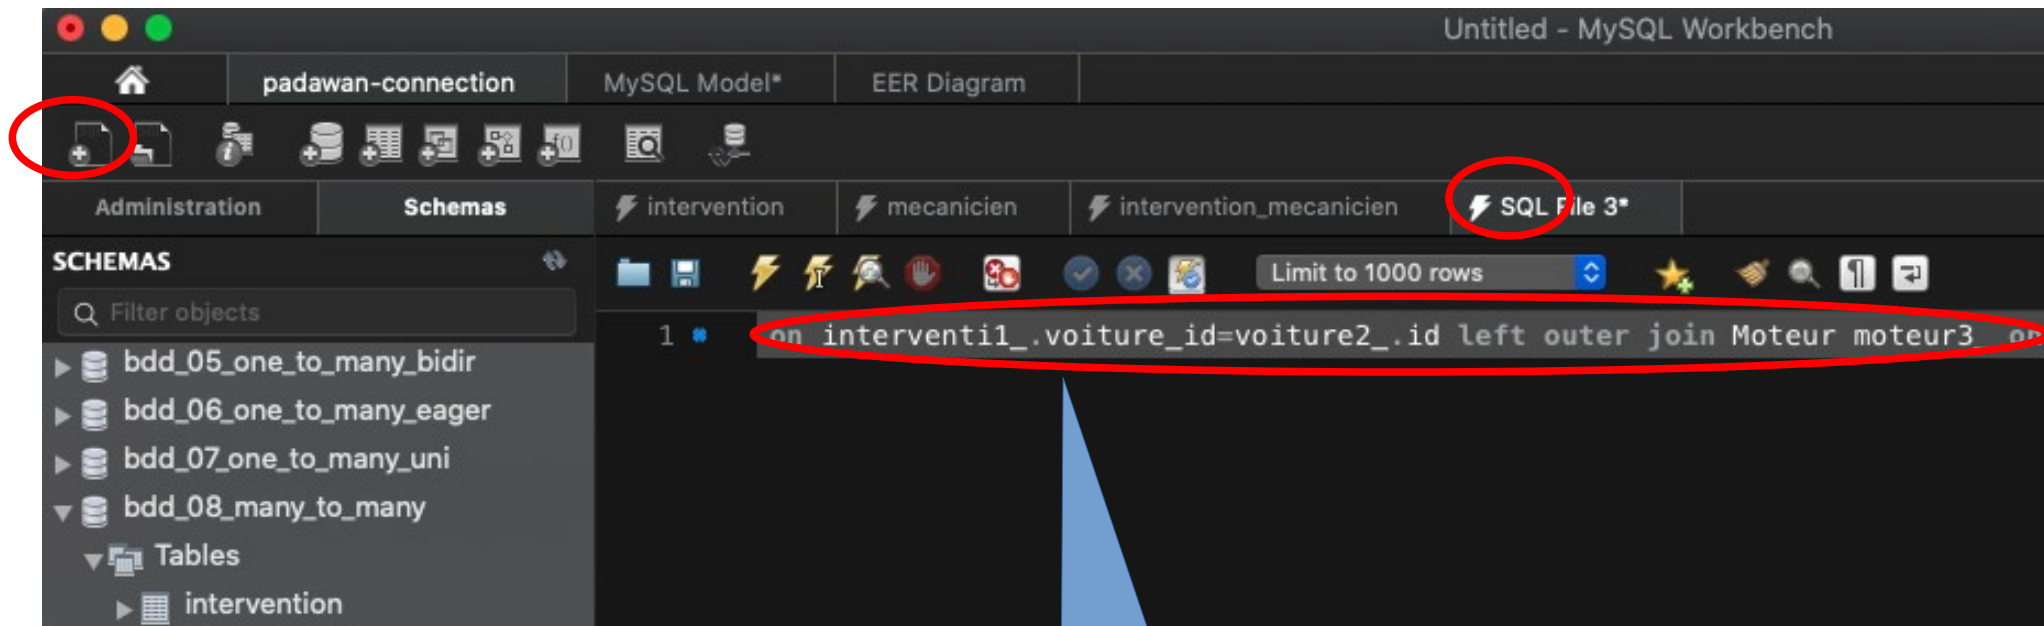 Untitled - MySQL Workbench
padawan-connection MySQL Model* EER Diagram
Administration Schemas intervention mecanicien intervention_mecanicien SQL File 3*
SCHEMAS
Limit to 1000 rows
Filter objects
1 on interventi1_.voiture_id=voiture2_.id left outer join Moteur moteur3_ on
bdd_05_one_to_many_bidir
bdd_06_one_to_many_eager
bdd_07_one_to_many_uni
bdd_08_many_to_many
Tables
intervention